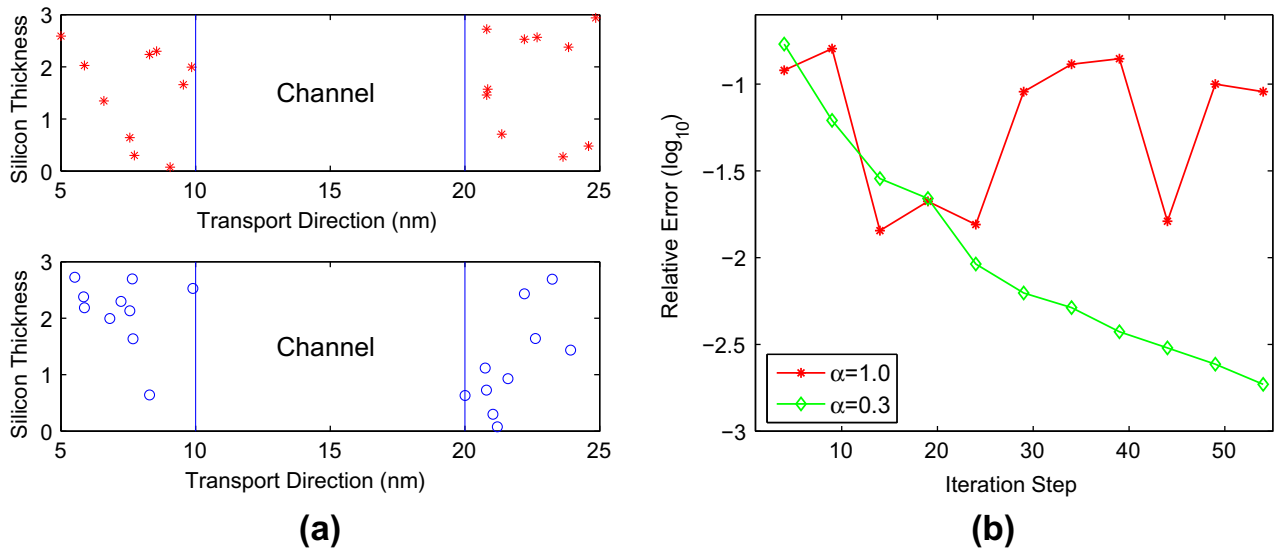 3
2
1
0
Silicon Thickness
Channel
5
10
15
20
25
Transport Direction (nm)
3
2
1
0
Silicon Thickness
Channel
5
10
15
20
25
Transport Direction (nm)
(a)
−1
−1.5
−2
−2.5
−3
Relative Error (log10)
α=1.0
α=0.3
10
20
30
40
50
Iteration Step
(b)